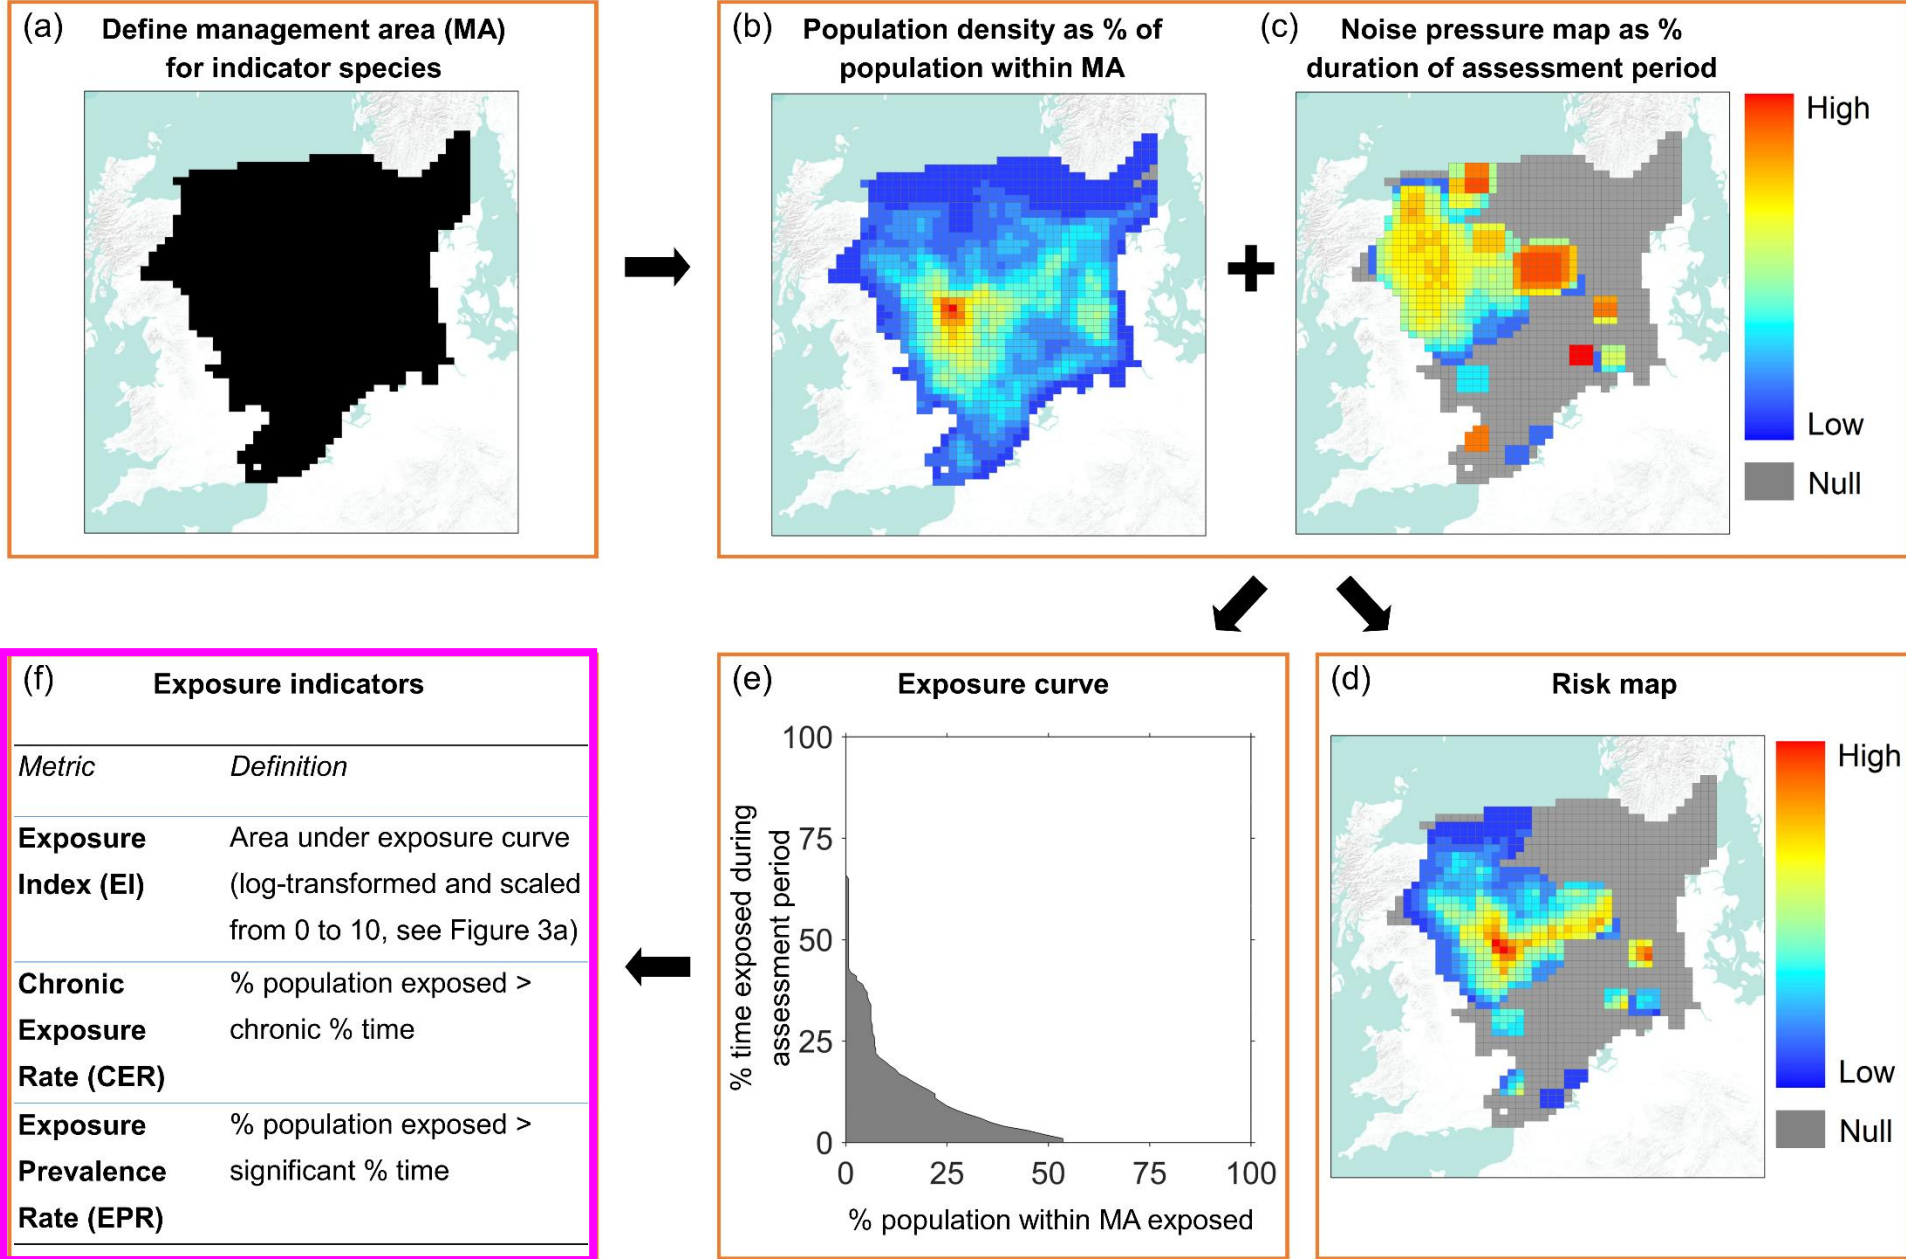 (a) Define management area (MA)
for indicator species
(b) Population density as % of
population within MA
(c) Noise pressure map as %
duration of assessment period
High
Low
Null
(f) Exposure indicators
Metric Definition
Exposure Area under exposure curve
Index (EI) (log-transformed and scaled
from 0 to 10, see Figure 3a)
Chronic % population exposed >
Exposure chronic % time
Rate (CER)
Exposure % population exposed >
Prevalence significant % time
Rate (EPR)
(e) Exposure curve
% time exposed during
assessment period
100
75
50
25
0
0 25 50 75 100
% population within MA exposed
(d) Risk map
High
Low
Null